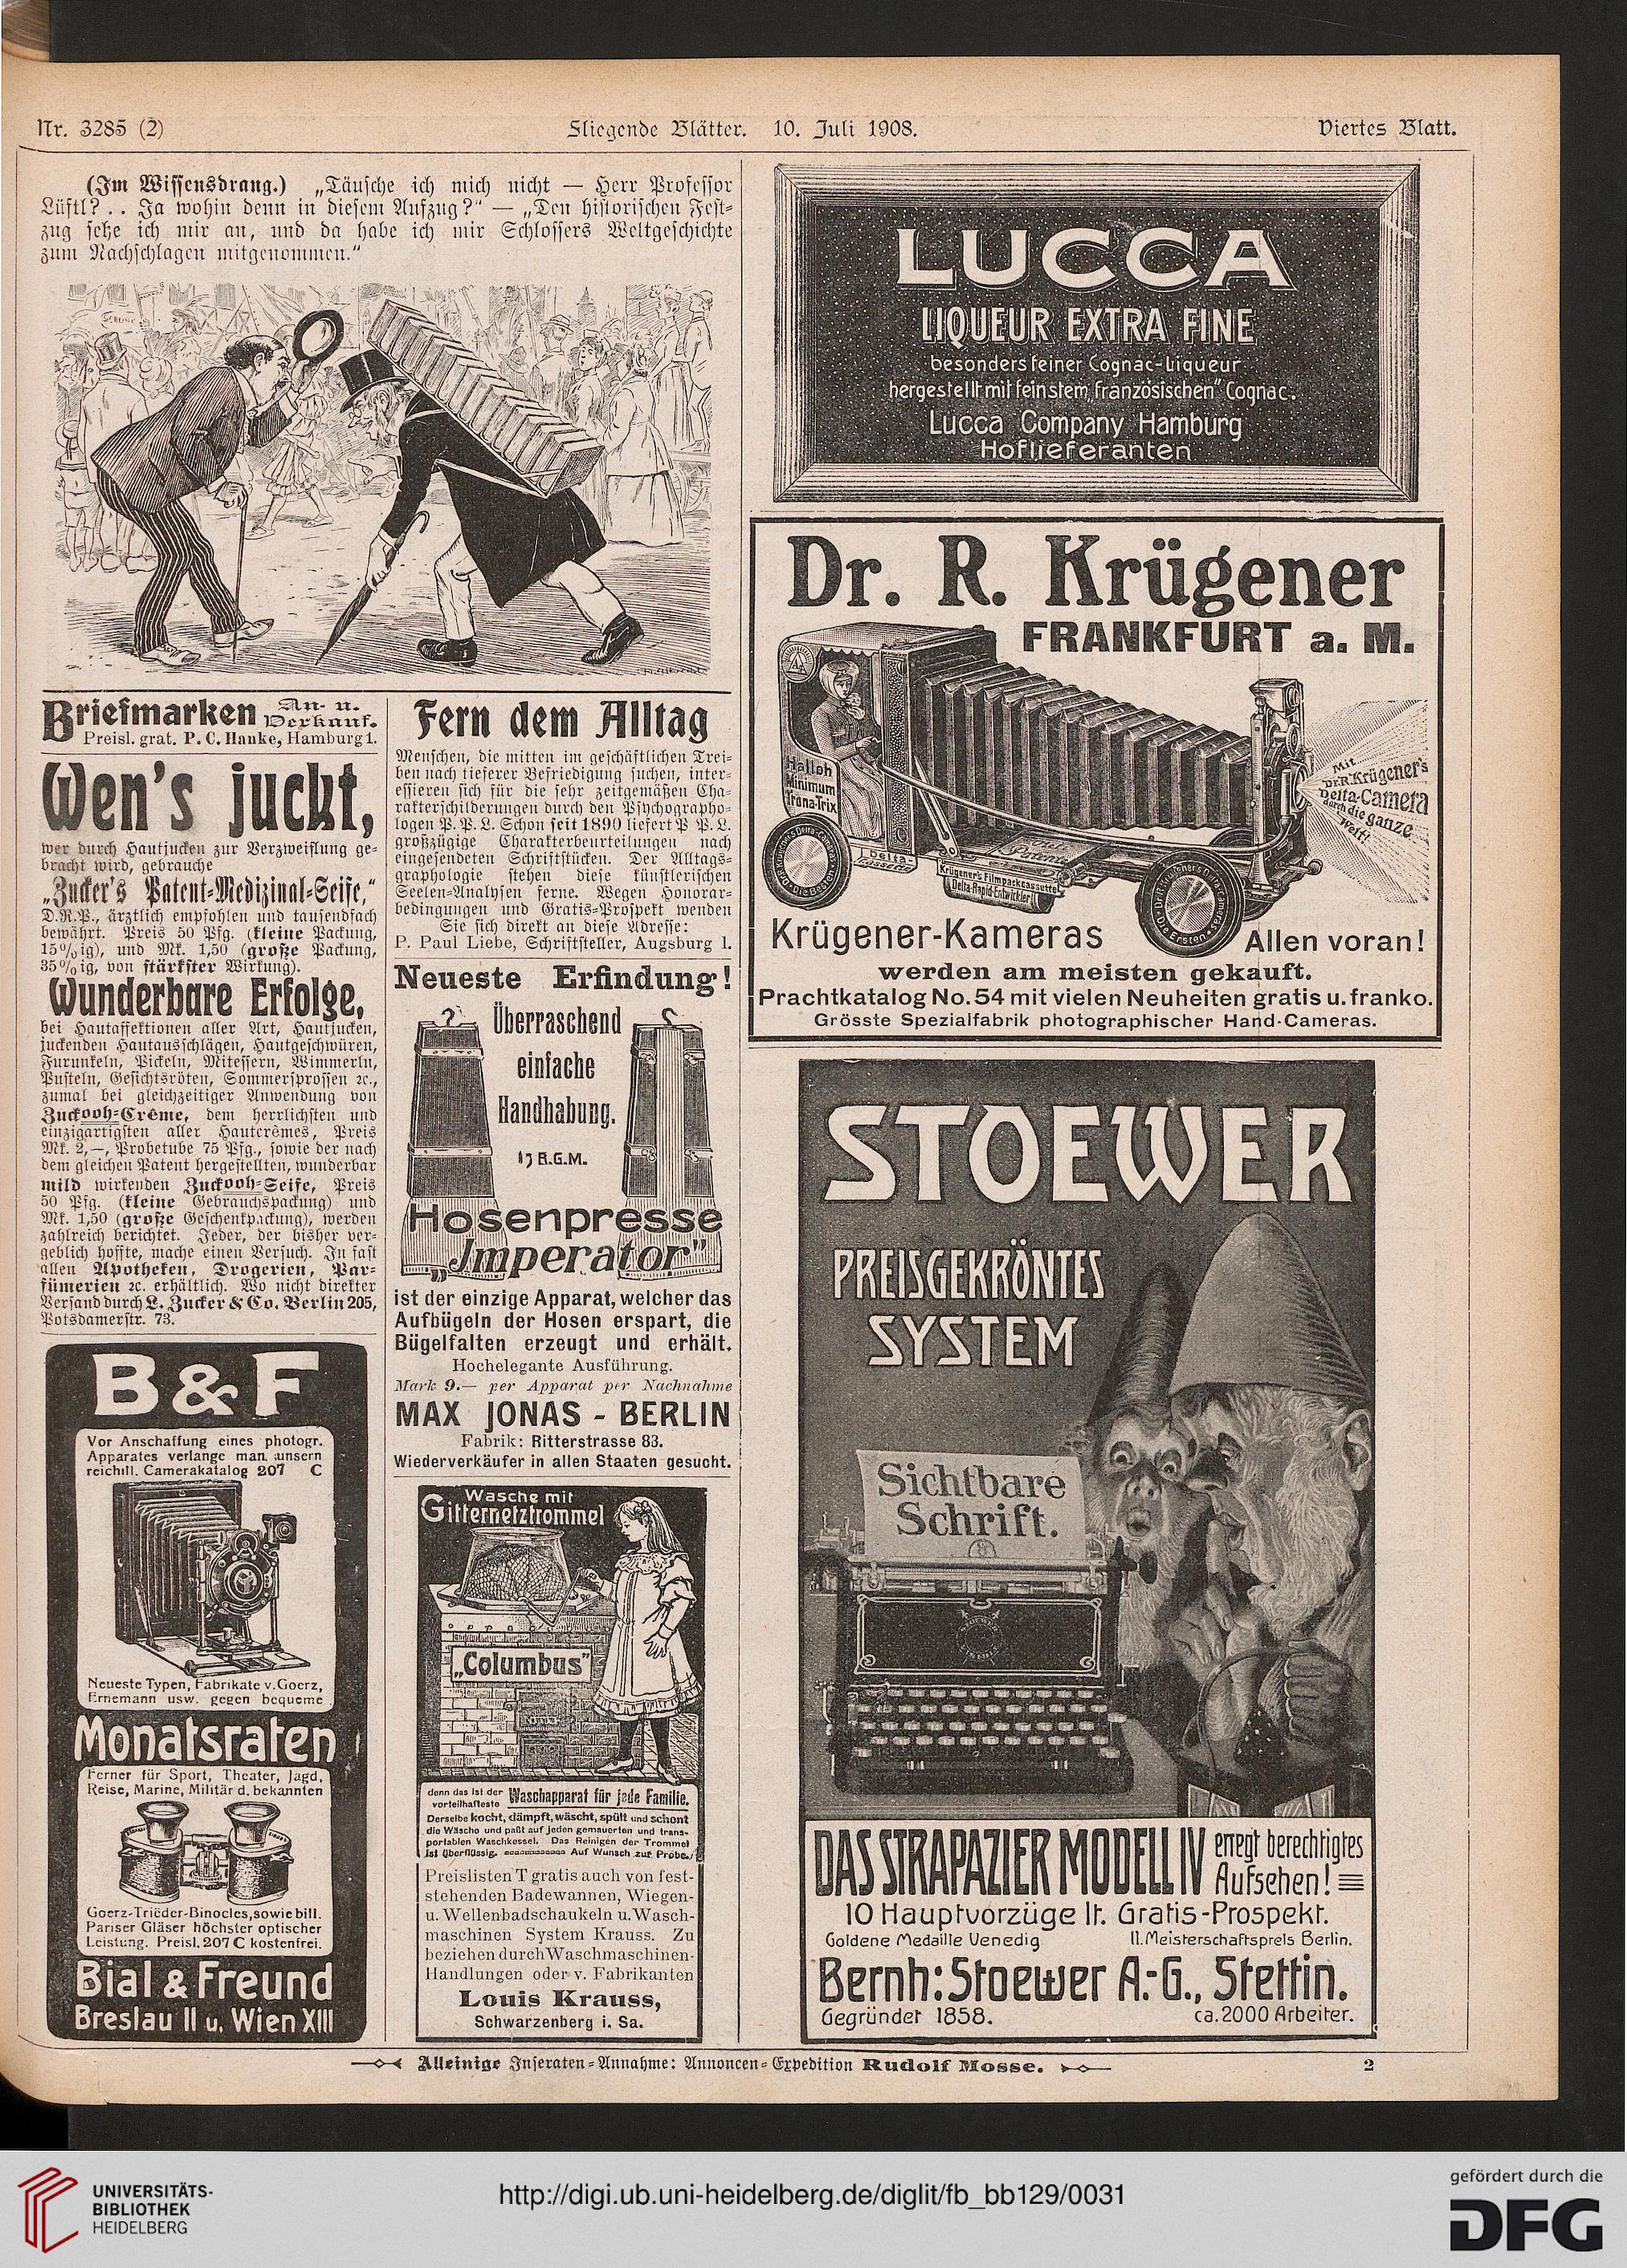 Nr. 3285 (2)
Fliegende Blätter. 10. Juli 1908.
Viertes Blatt.
(Im Wissensdrang.) „Täusche ich mich nicht — Herr Professor
Lüftl? .. Ja wohin denn in diesem Aufzug?" — „Den historischen Fest-
zug sehe ich mir an, und da habe ich mir Schlossers Weltgeschichte
zum Nachschlagen mitgenommen."
Briefmarken An- u. Verkauf.
Preisl. grat. P. C. Hanke, Hamburg 1.
Wen's juckt,
wer durch Hautjucken zur Verzweiflung ge-
bracht wird, gebrauche
„Zucker's Patent-Medizinal-Seife,"
D.R.P., ärztlich empfohlen und tausendfach
bewährt. Preis 50 Pfg. (kleine Packung,
15%ig), und Mk. 1,50 (große Packung,
35%ig, von stärkster Wirkung).
Wunderbare Erfolge,
bei Hautaffektionen aller Art, Hautjucken,
juckenden Hautausschlägen, Hautgeschwüren,
Furunkeln, Pickeln, Mitessern, Wimmerln,
Pusteln, Gesichtsröten, Sommersprossen ꝛc.,
zumal bei gleichzeitiger Anwendung von
Zuckooh-Crême, dem herrlichsten und
einzigartigsten aller Hautcrêmes, Preis
Mk. 2,—, Probetube 75 Pfg., sowie der nach
dem gleichen Patent hergestellten, wunderbar
mild wirkenden Zuckooh-Seife, Preis
50 Pfg. (kleine Gebrauchspackung) und
Mk. 1,50 (große Geschenkpackung), werden
zahlreich berichtet. Jeder, der bisher ver-
geblich hoffte, mache einen Versuch. In fast
allen Apotheken, Drogerien, Par-
fümerien ꝛc. erhältlich. Wo nicht direkter
Versand durch L. Zucker & Co. Berlin 205,
Potsdamerstr. 73.
B & F
Vor Anschaffung eines photogr.
Apparates verlange man unsern
reichill. Camerakatalog 207 C
Neueste Typen, Fabrikate v. Goerz,
Ernemann usw. gegen bequeme
Monatsraten
Ferner für Sport, Theater, Jagd,
Reise, Marine, Militär d. bekannten
Goerz-Triëder-Binocles, sowie bill.
Pariser Gläser höchster optischer
Leistung. Preisl. 207 C kostenfrei.
Bial & Freund
Breslau II u. Wien XIII
Fern dem Alltag
Menschen, die mitten im geschäftlichen Trei-
ben nach tieferer Befriedigung suchen, inter-
essieren sich für die sehr zeitgemäßen Cha-
rakterschilderungen durch den Psychographo-
logen P. P. L. Schon seit 1890 liefert P. P. L.
großzügige Charakterbeurteilungen nach
eingesendeten Schriftstücken. Der Alltags-
graphologie stehen diese künstlerischen
Seelen-Analysen ferne. Wegen Honorar-
bedingungen und Gratis-Prospekt wenden
Sie sich direkt an diese Adresse:
P. Paul Liebe, Schriftsteller, Augsburg 1.
Neueste Erfindung!
Überraschend
einfache
Handhabung.
D.R.G.M.
Hosenpresse
„Imperator"
ist der einzige Apparat, welcher das
Aufbügeln der Hosen erspart, die
Bügelfalten erzeugt und erhält.
Hochelegante Ausführung.
Mark 9.— per Apparat per Nachnahme
MAX JONAS - BERLIN
Fabrik: Ritterstrasse 83.
Wiederverkäufer in allen Staaten gesucht.
Wasche mit
Gitternetztrommel
„Columbus"
denn das ist der vorteilhafteste Waschapparat für jede Familie.
Derselbe kocht, dämpft, wäscht, spült und schont
die Wäsche und paßt auf jeden gemauerten und trans-
portablen Waschkessel. Das Reinigen der Trommel
ist überflüssig. Auf Wunsch zur Probe.
Preislisten T gratis auch von fest-
stehenden Badewannen, Wiegen-
u. Wellenbadschaukeln u. Wasch-
maschinen System Krauss. Zu
beziehen durch Waschmaschinen-
Handlungen oder v. Fabrikanten
Louis Krauss,
Schwarzenberg i. Sa.
LUCCA
LIQUEUR EXTRA FINE
besonders feiner Cognac-Liqueur
hergestellt mit feinstem „französischen" Cognac.
Lucca Company Hamburg
Hoflieferanten
Dr. R. Krügener
FRANKFURT a. M.
Halloh
Minimum
Trona-Trix
Mit
Dr. R. Krügener's
Delta-Camera
durch die ganze
Welt!
Delta-
Kassette
Krügener's Filmpackcassette
Delta-Rapid-Entwickler
Krügener-Kameras
Allen voran!
werden am meisten gekauft.
Prachtkatalog No. 54 mit vielen Neuheiten gratis u. franko.
Grösste Spezialfabrik photographischer Hand-Cameras.
STOEWER
PREISGEKRÖNTES
SYSTEM
Sichtbare
Schrift.
DAS STRAPAZIER MODELL IV erregt berechtigtes
Aufsehen!
10 Hauptvorzüge lt. Gratis-Prospekt.
Goldene Medaille Venedig
II. Meisterschaftspreis Berlin.
Bernh: Stoewer A.-G., Stettin.
Gegründet 1858.
ca. 2000 Arbeiter.
Alleinige Inseraten-Annahme: Annoncen-Expedition Rudolf Mosse.
2
UNIVERSITÄTS-
BIBLIOTHEK
HEIDELBERG
http://digi.ub.uni-heidelberg.de/diglit/fb_bb129/0031
gefördert durch die
DFG